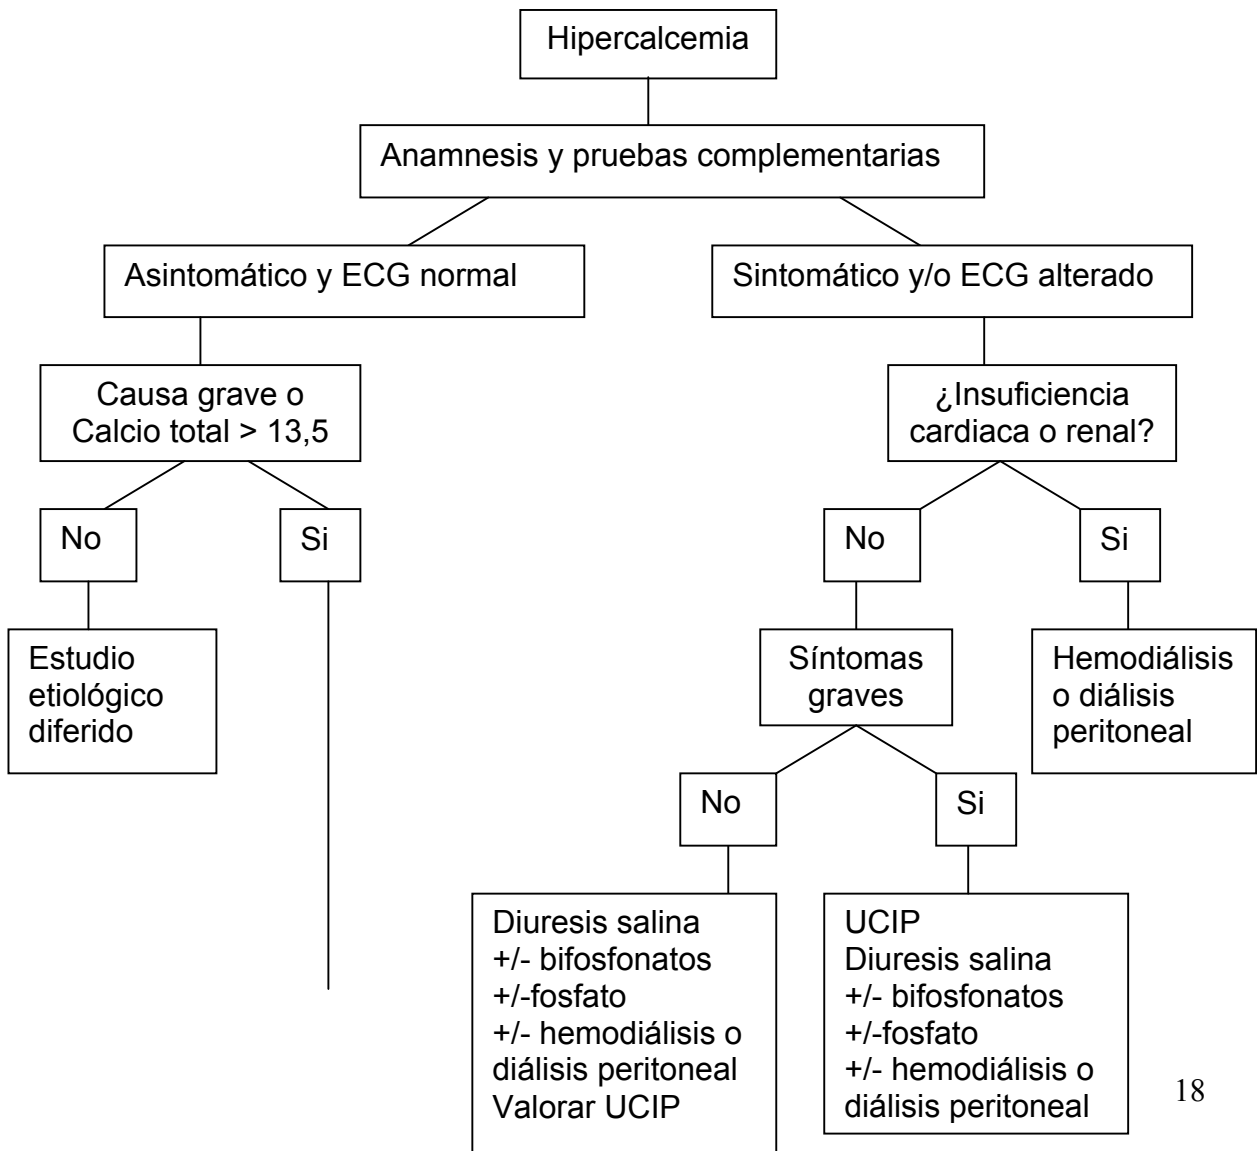 Hipercalcemia
Anamnesis y pruebas complementarias
Asintomático y ECG normal
Sintomático y/o ECG alterado
Causa grave o
Calcio total > 13,5
¿Insuficiencia
cardiaca o renal?
No
Si
No
Si
Estudio
etiológico
diferido
Síntomas
graves
Hemodiálisis
o diálisis
peritoneal
No
Si
Diuresis salina
+/- bifosfonatos
+/-fosfato
+/- hemodiálisis o
diálisis peritoneal
Valorar UCIP
UCIP
Diuresis salina
+/- bifosfonatos
+/-fosfato
+/- hemodiálisis o
diálisis peritoneal
18